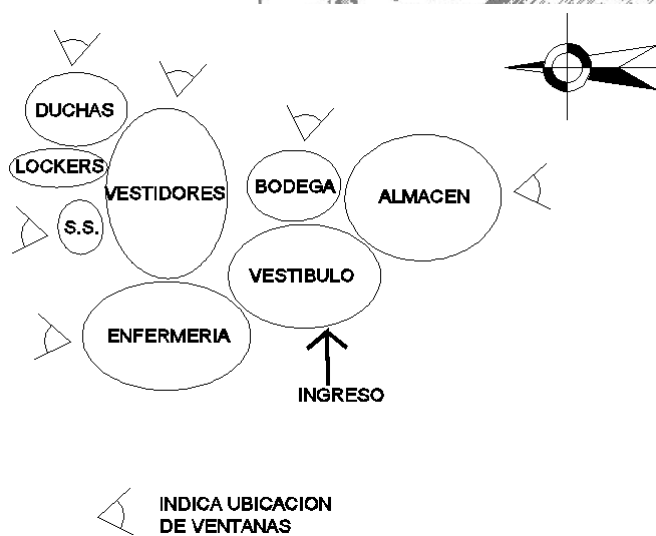 DUCHAS
LOCKERS
VESTIDORES
S.S.
BODEGA
ALMACEN
VESTIBULO
ENFERMERIA
INGRESO
INDICA UBICACION
DE VENTANAS